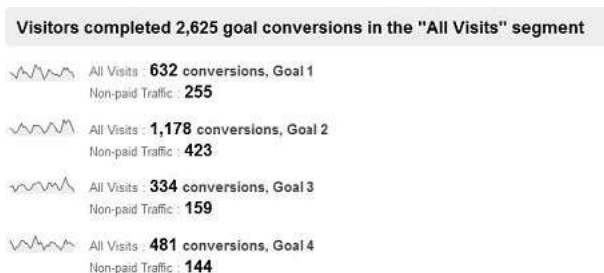 Visitors completed 2,625 goal conversions in the "All Visits" segment
All Visits : 632 conversions, Goal 1
Non-paid Traffic : 255
All Visits : 1,178 conversions, Goal 2
Non-paid Traffic : 423
All Visits : 334 conversions, Goal 3
Non-paid Traffic : 159
All Visits : 481 conversions, Goal 4
Non-paid Traffic : 144